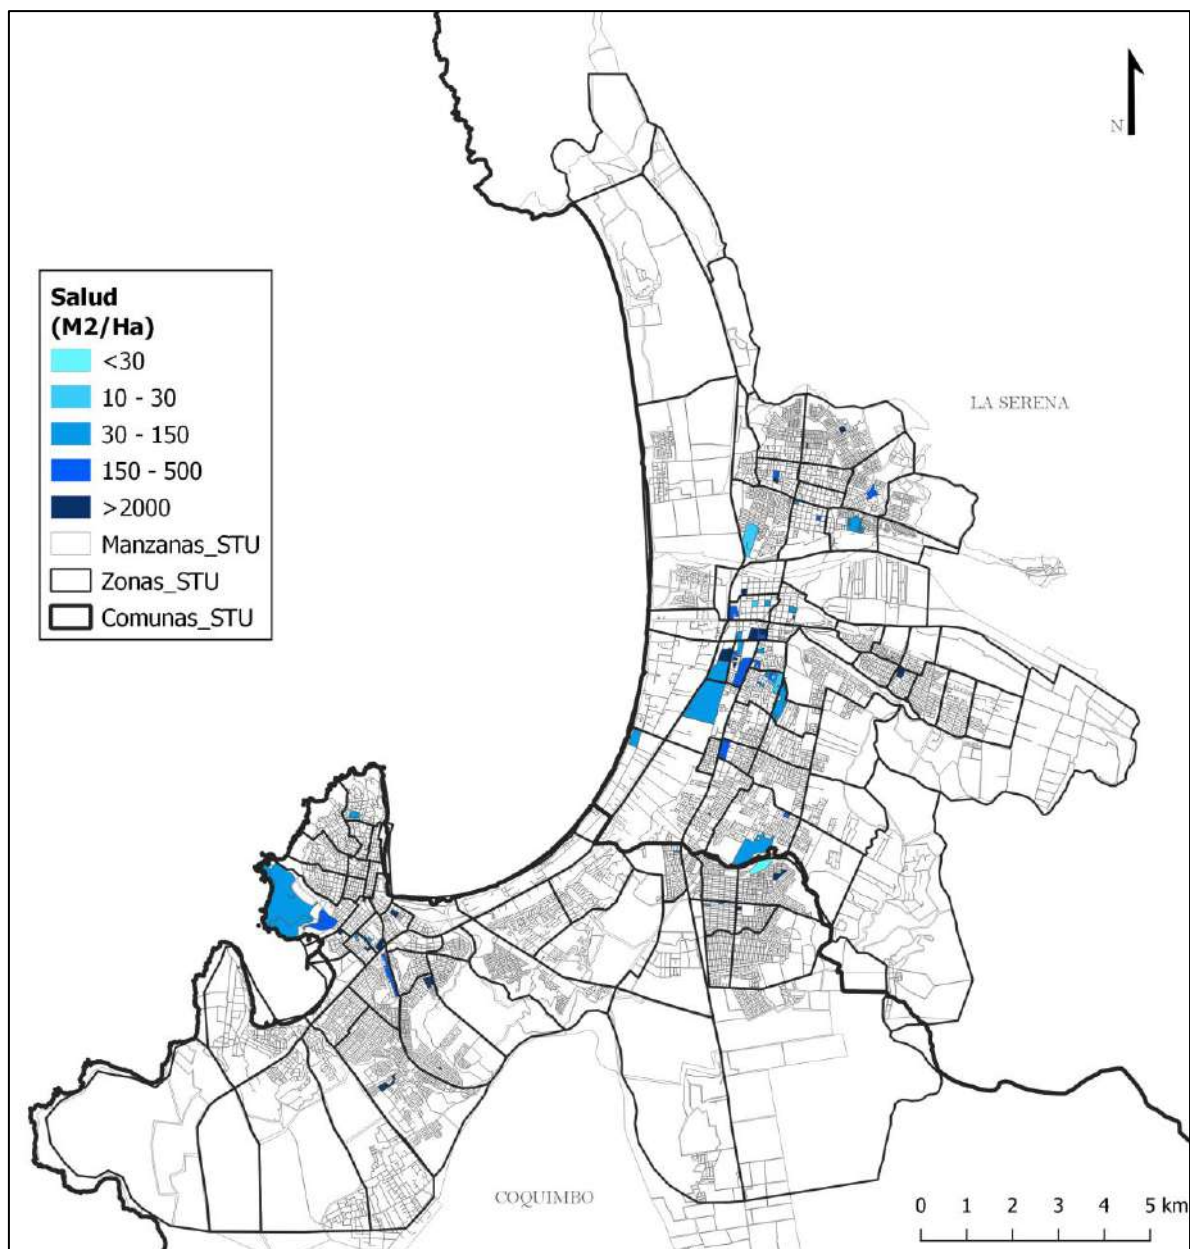 N
Salud
(M2/Ha)
<30
10 - 30
30 - 150
150 - 500
>2000
Manzanas_STU
Zonas_STU
Comunas_STU
LA SERENA
COQUIMBO
0 1 2 3 4 5 km